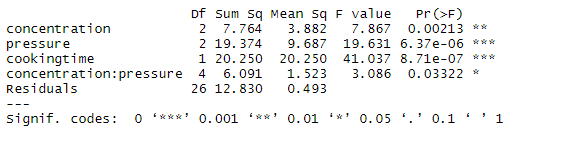 Df Sum Sq Mean Sq F value   Pr(>F)    
concentration           2  7.764   3.882   7.867  0.00213 ** 
pressure                2 19.374   9.687  19.631 6.37e-06 ***
cookingtime             1 20.250  20.250  41.037 8.71e-07 ***
concentration:pressure  4  6.091   1.523   3.086  0.03322 *  
Residuals              26 12.830   0.493
---
Signif. codes:  0 ‘***’ 0.001 ‘**’ 0.01 ‘*’ 0.05 ‘.’ 0.1 ‘ ’ 1